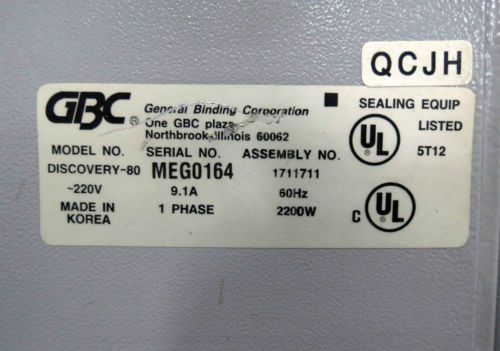 QCJH
GBC® General Binding Corporation
One GBC plaza
Northbrook Illinois 60062
SEALING EQUIP
UL LISTED
5T12
MODEL NO. SERIAL NO. ASSEMBLY NO.
DISCOVERY-80 MEG0164 1711711
~220V 9.1A 60Hz
MADE IN KOREA 1 PHASE 2200W
C UL